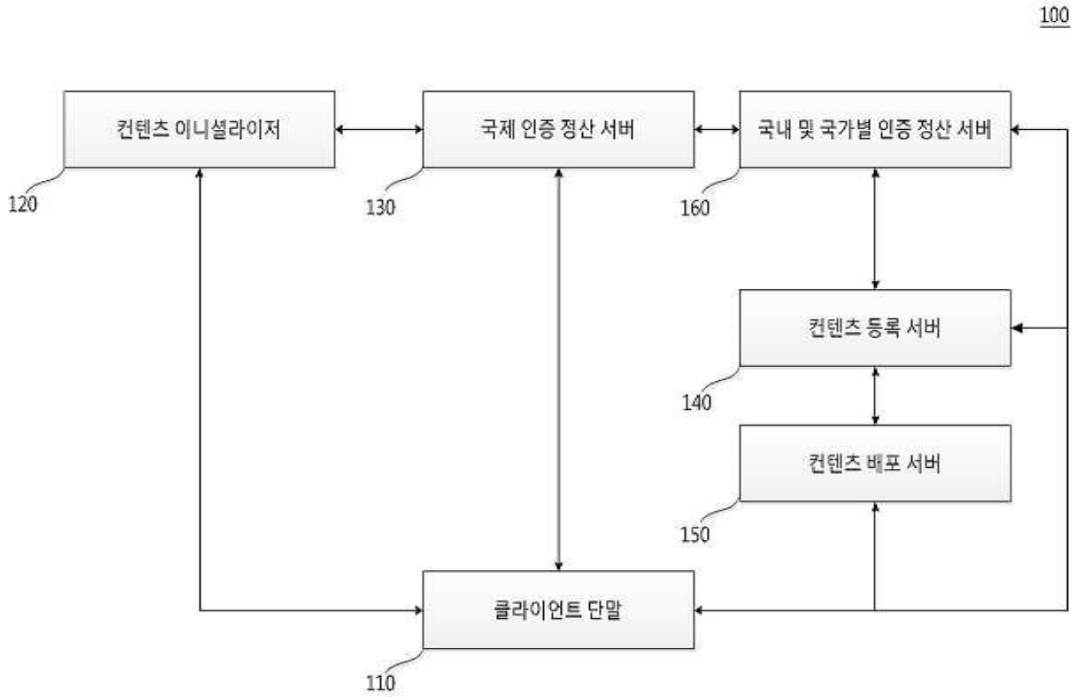 100
컨텐츠 이니셜라이저
국제 인증 정산 서버
국내 및 국가별 인증 정산 서버
120
130
160
컨텐츠 등록 서버
140
컨텐츠 배포 서버
150
클라이언트 단말
110